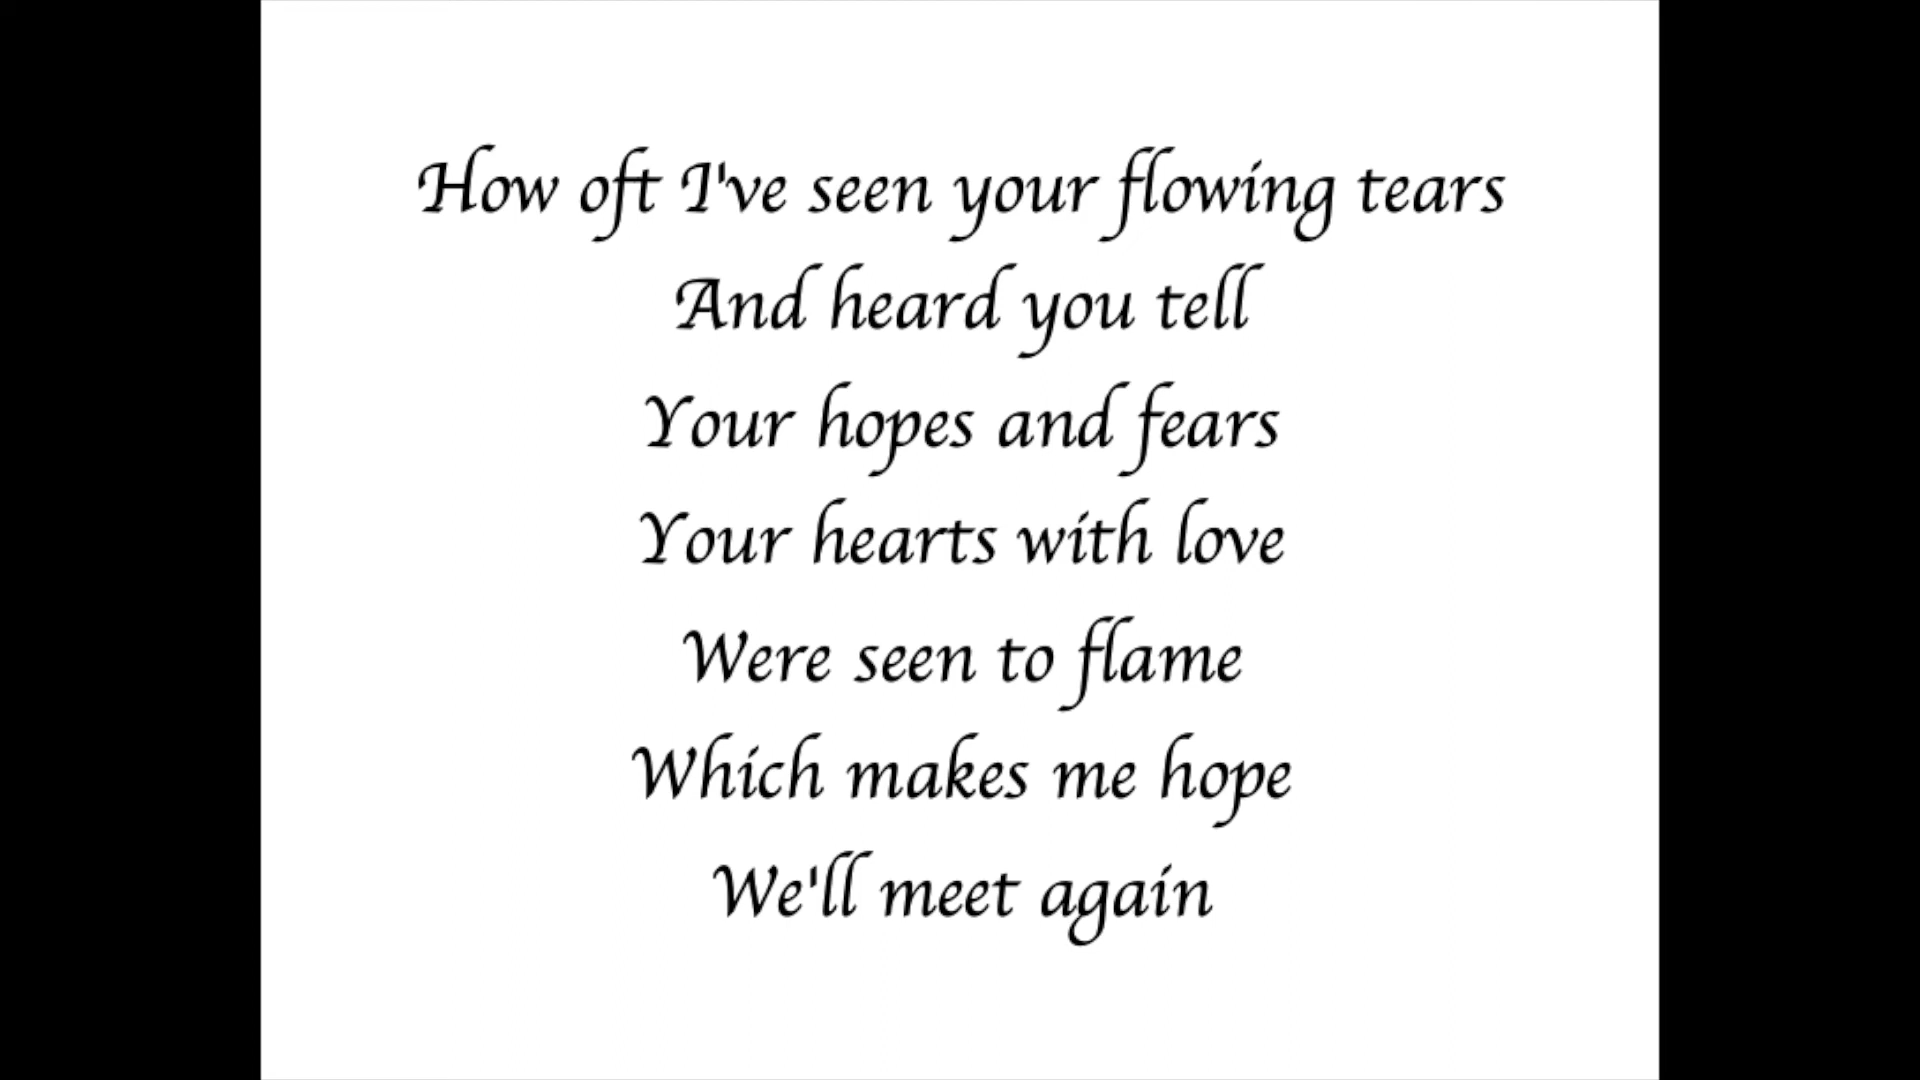 How oft I've seen your flowing tears
And heard you tell
Your hopes and fears
Your hearts with love
Were seen to flame
Which makes me hope
We'll meet again